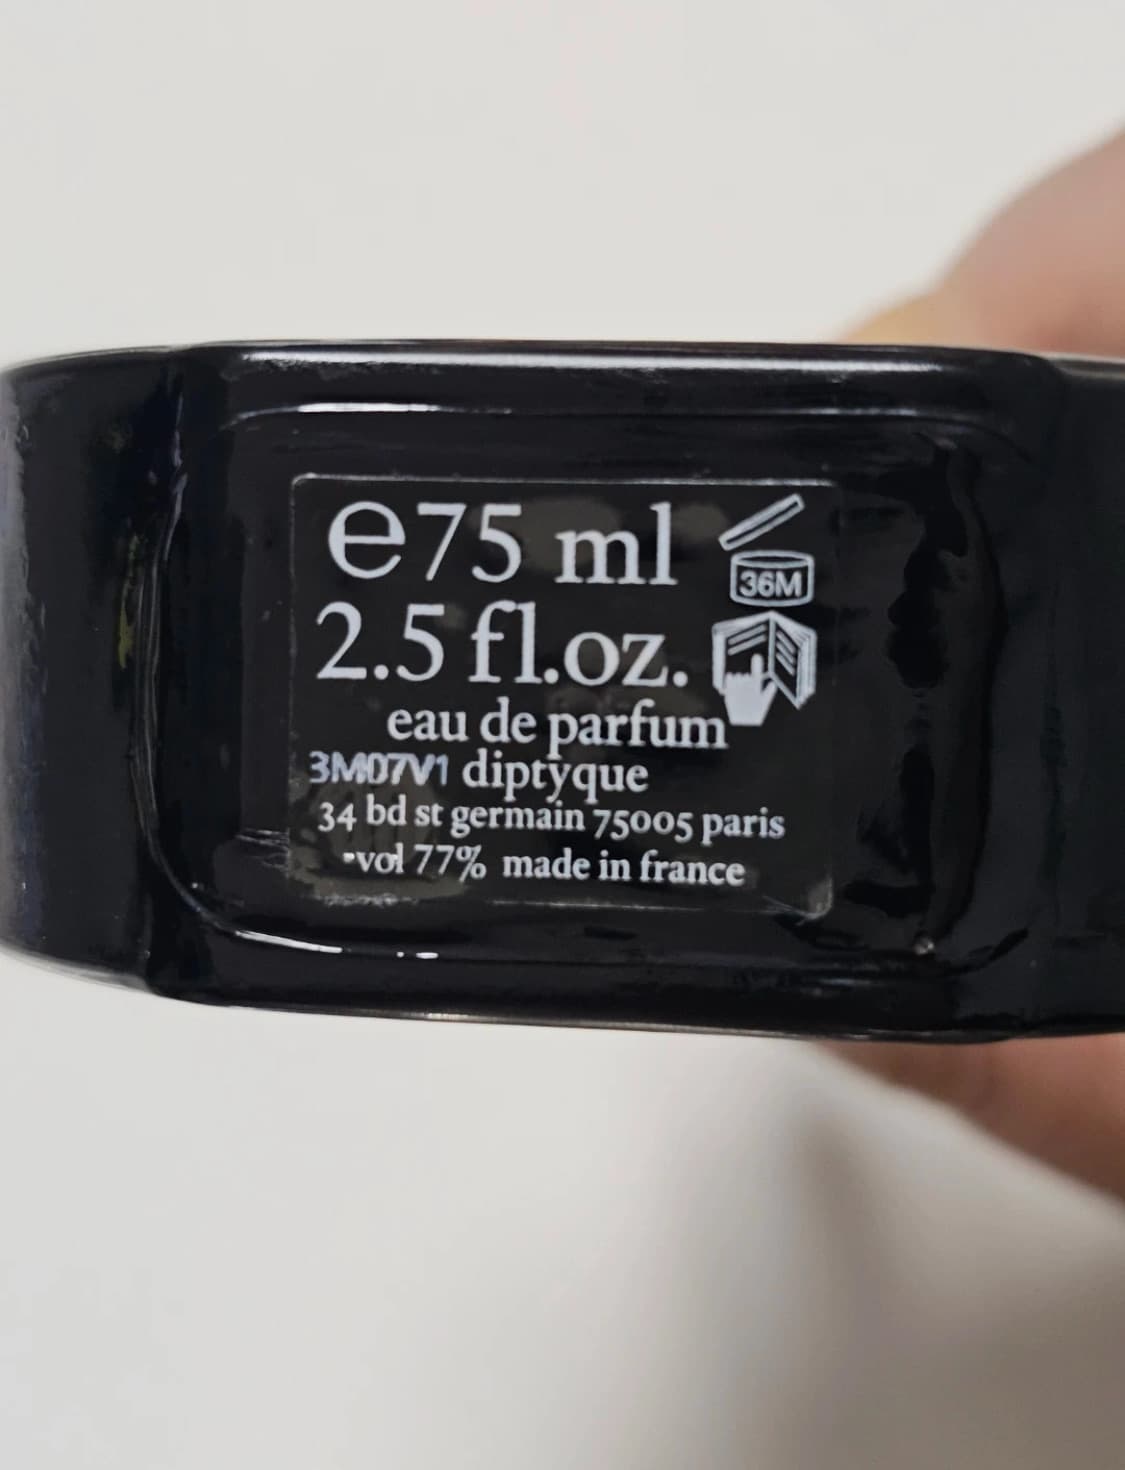 e75 ml
36M
2.5 fl.oz.
eau de parfum
3M07V1 diptyque
34 bd st germain 75005 paris
-vol 77% made in france